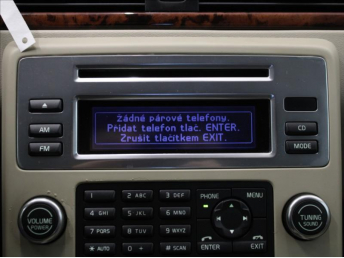 žádné párové telefony.
Přidat telefon tlač. ENTER.
Zrušit tlačítkem EXIT.
AM
FM
CD
MODE
1
2 ABC
3 DEF
PHONE
MENU
4 GHI
5 JKL
6 MNO
7 PQRS
8 TUV
9 WXYZ
* AUTO
0 +
# SCAN
ENTER
EXIT
VOLUME
POWER
TUNING
SOUND